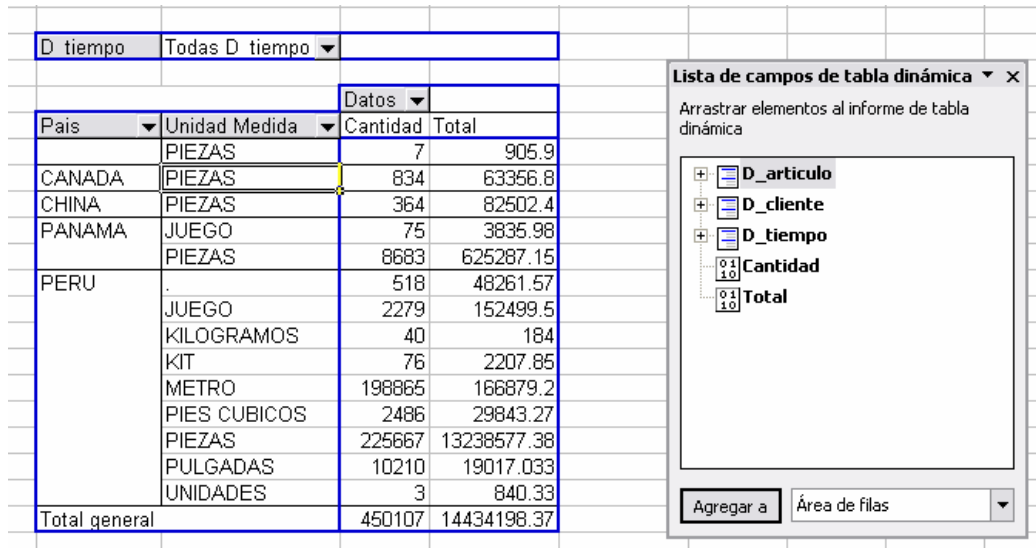 D tiempo Todas D tiempo
Datos
Pais Unidad Medida Cantidad Total
PIEZAS 7 905.9
CANADA PIEZAS 834 63356.8
CHINA PIEZAS 364 82502.4
PANAMA JUEGO 75 3835.98
PIEZAS 8683 625287.15
PERU . 518 48261.57
JUEGO 2279 152499.5
KILOGRAMOS 40 184
KIT 76 2207.85
METRO 198865 166879.2
PIES CUBICOS 2486 29843.27
PIEZAS 225667 13238577.38
PULGADAS 10210 19017.033
UNIDADES 3 840.33
Total general 450107 14434198.37
Lista de campos de tabla dinámica
Arrastrar elementos al informe de tabla
dinámica
D_articulo
D_cliente
D_tiempo
Cantidad
Total
Agregar a Área de filas